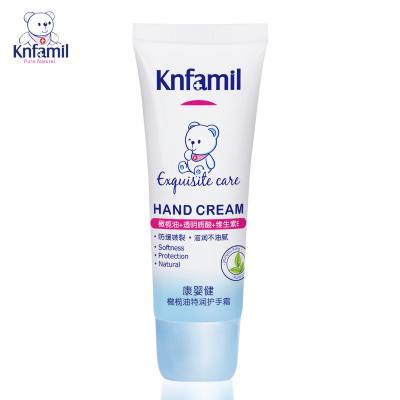 Knfamil
Pure Natural
Knfamil
Exquisite care
HAND CREAM
橄榄油+透明质酸+维生素E
•防缓皲裂 •滋润不油腻
•Softness
•Protection
•Natural
康婴健
橄榄油特润护手霜